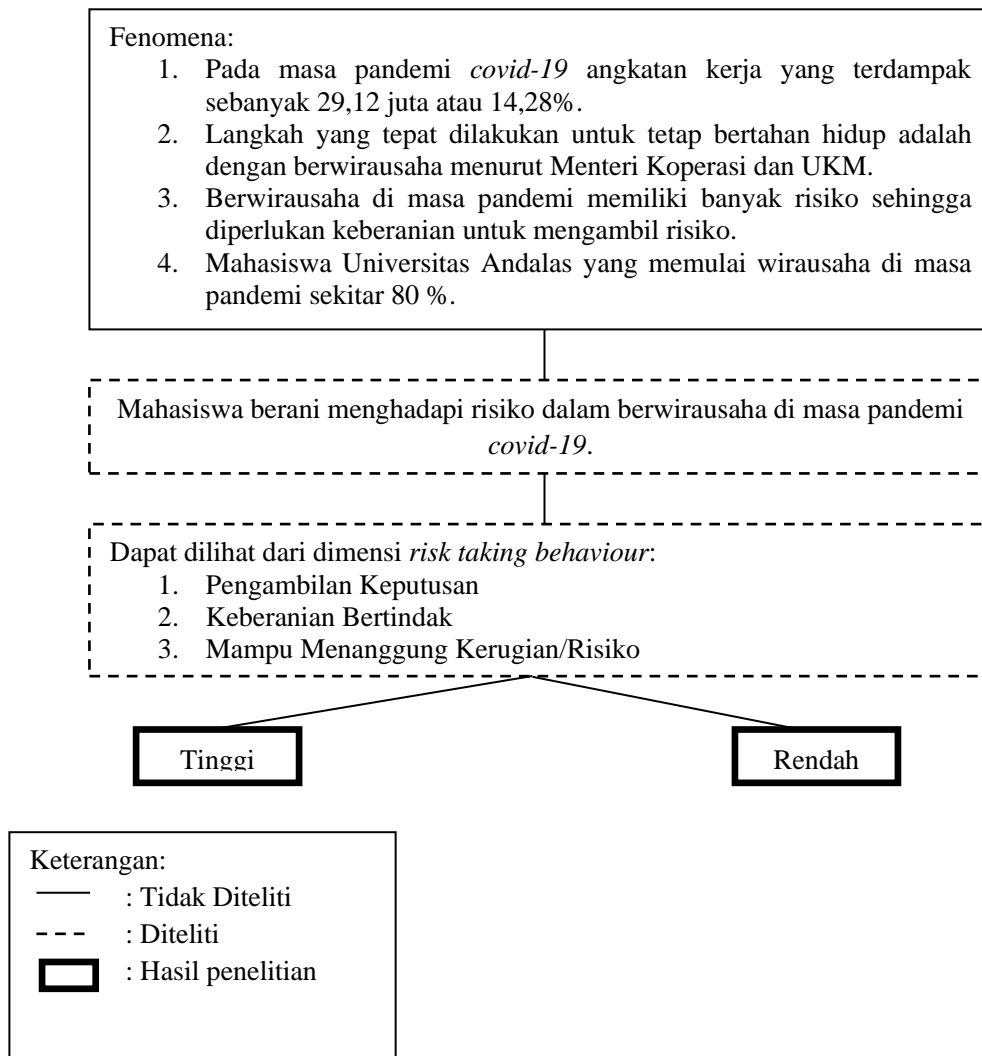 Fenomena:
1. Pada masa pandemi covid-19 angkatan kerja yang terdampak
sebanyak 29,12 juta atau 14,28%.
2. Langkah yang tepat dilakukan untuk tetap bertahan hidup adalah
dengan berwirausaha menurut Menteri Koperasi dan UKM.
3. Berwirausaha di masa pandemi memiliki banyak risiko sehingga
diperlukan keberanian untuk mengambil risiko.
4. Mahasiswa Universitas Andalas yang memulai wirausaha di masa
pandemi sekitar 80 %.
Mahasiswa berani menghadapi risiko dalam berwirausaha di masa pandemi
covid-19.
Dapat dilihat dari dimensi risk taking behaviour:
1. Pengambilan Keputusan
2. Keberanian Bertindak
3. Mampu Menanggung Kerugian/Risiko
Tinggi
Rendah
Keterangan:
: Tidak Diteliti
: Diteliti
: Hasil penelitian